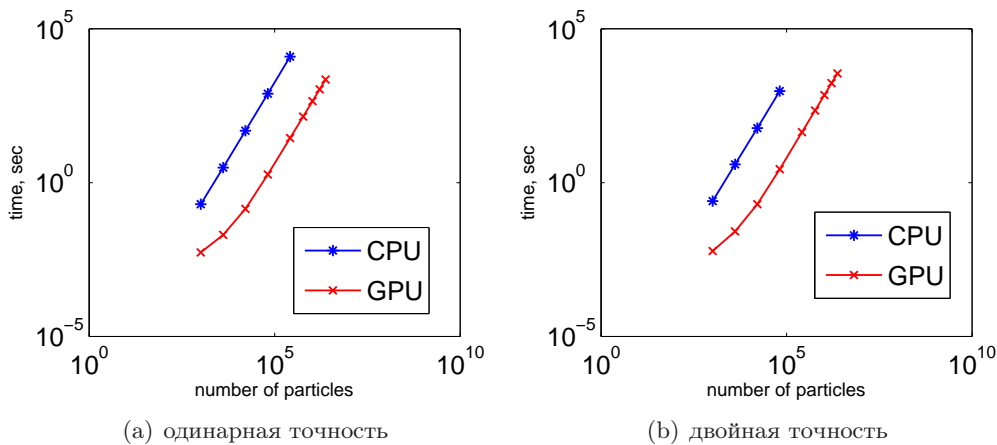 10^5
10^0
10^−5
time, sec
10^0
10^5
10^10
number of particles
CPU
GPU
(a) одинарная точность
10^5
10^0
10^−5
time, sec
10^0
10^5
10^10
number of particles
CPU
GPU
(b) двойная точность